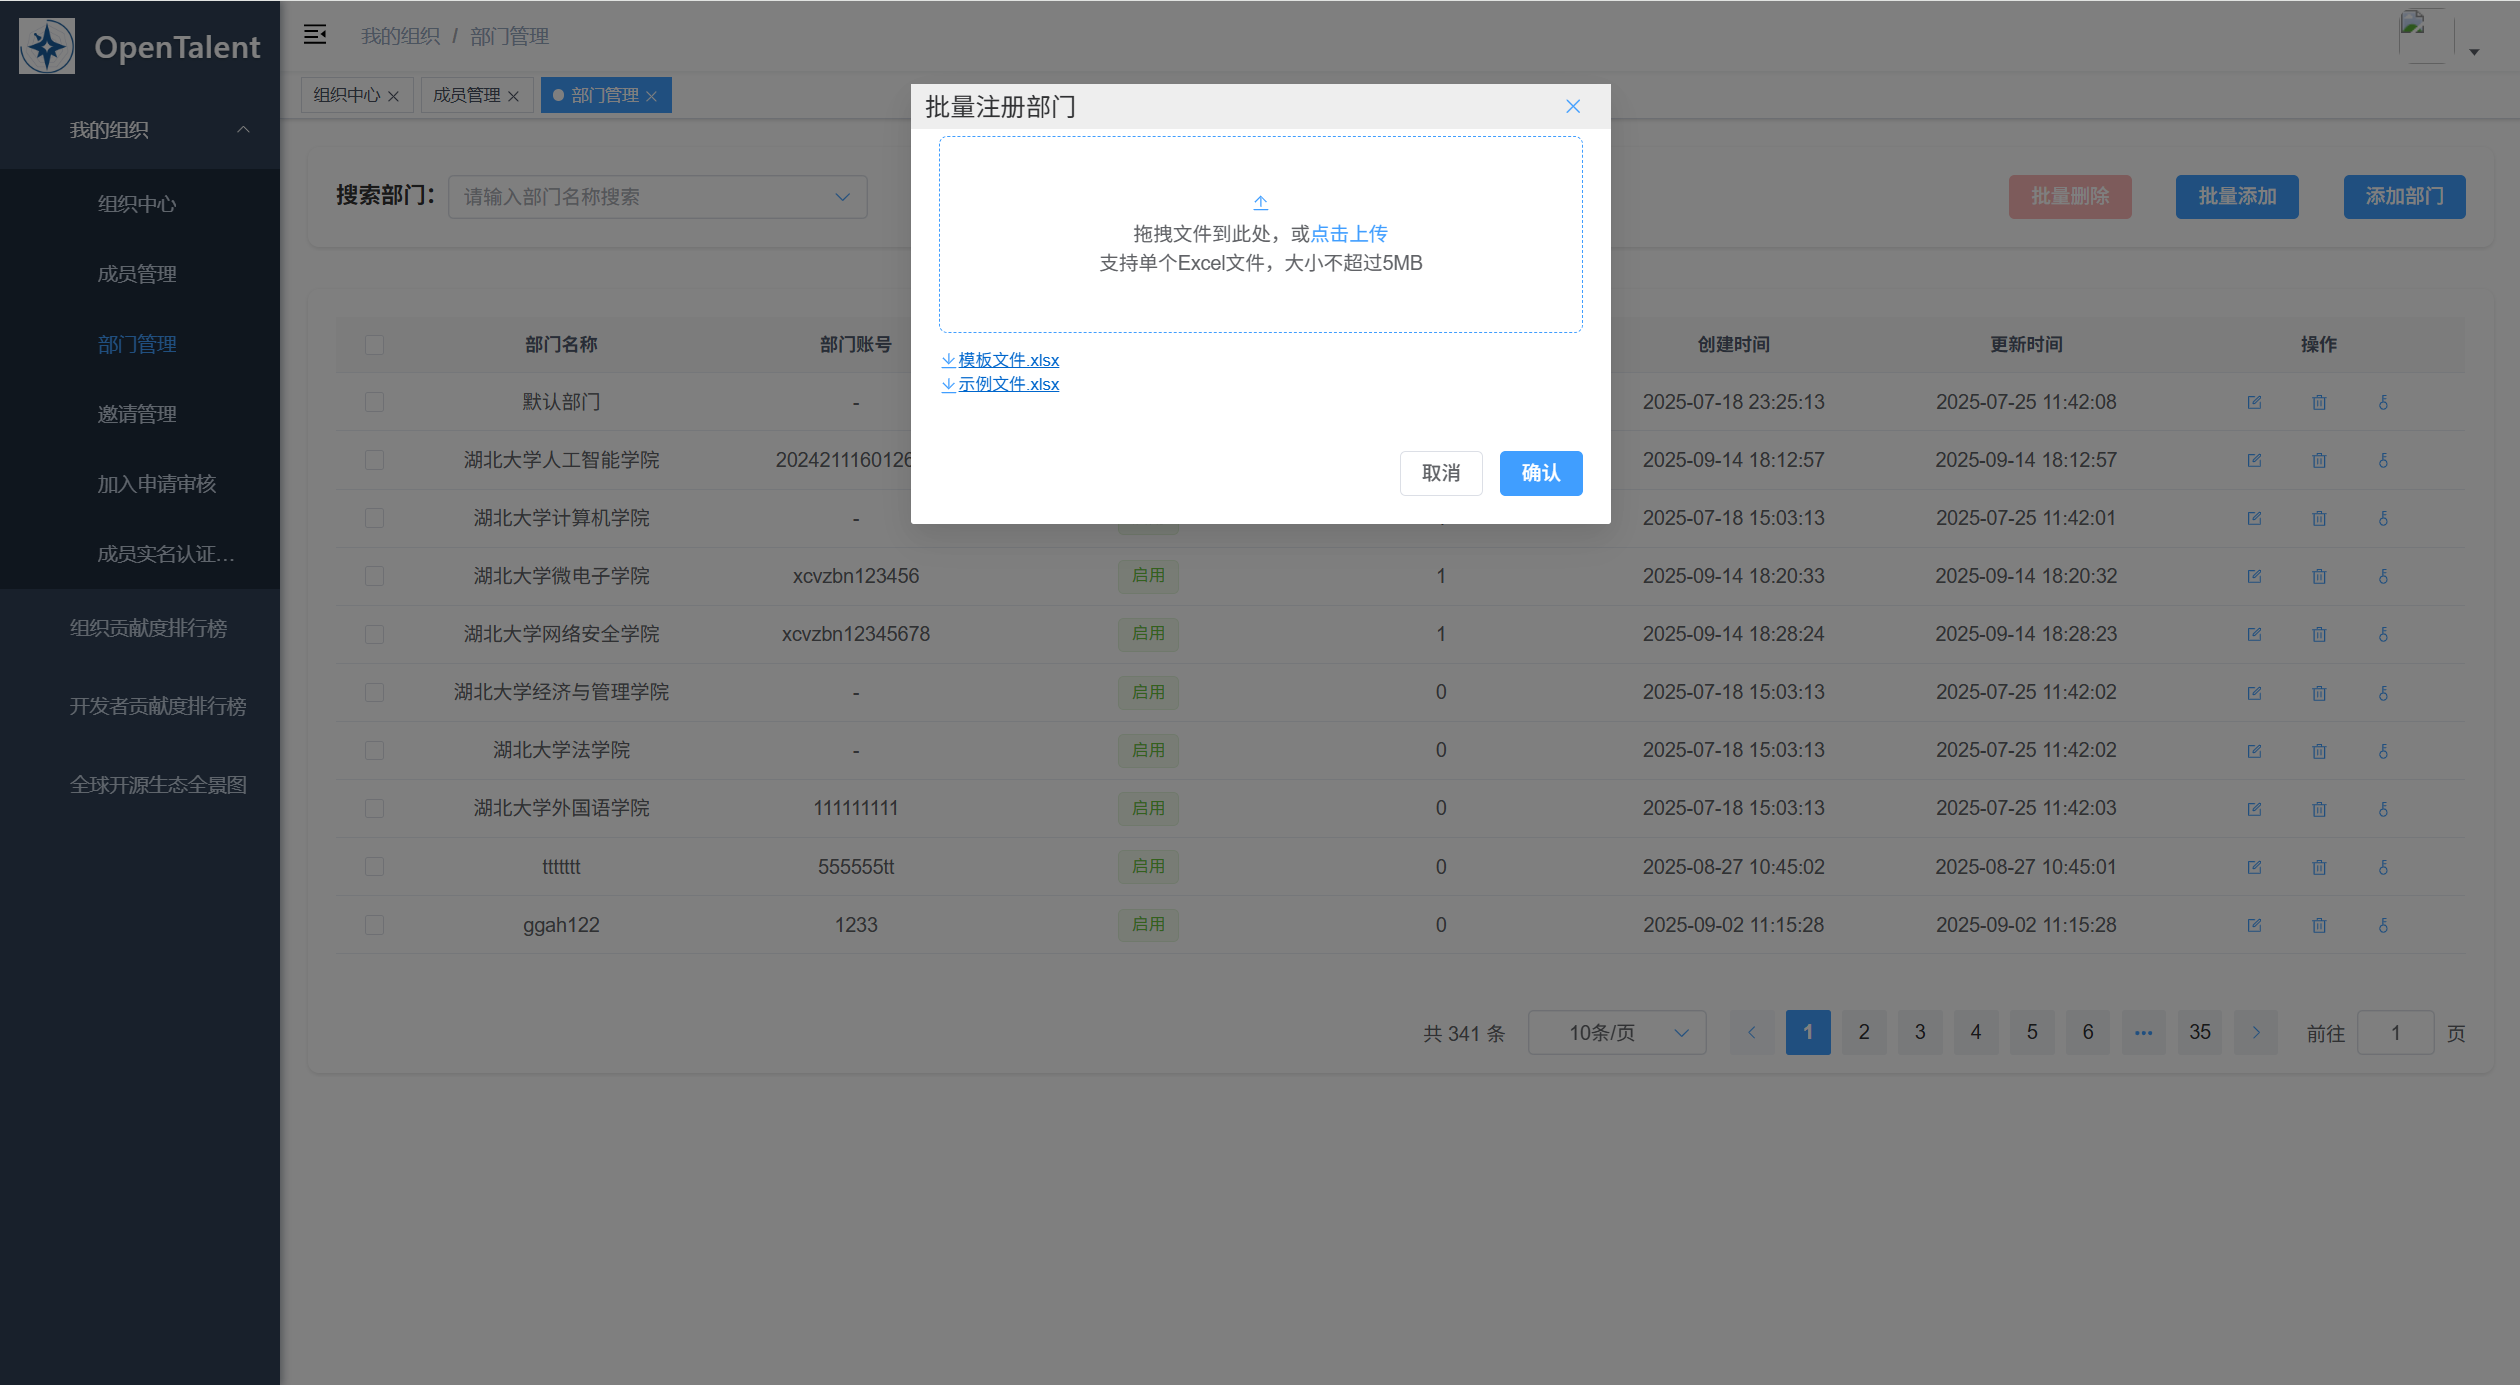 OpenTalent
我的组织 / 部门管理
组织中心
成员管理
部门管理
我的组织
组织中心
成员管理
部门管理
邀请管理
加入申请审核
成员实名认证...
组织贡献度排行榜
开发者贡献度排行榜
全球开源生态全景图
搜索部门：
请输入部门名称搜索
批量删除
批量添加
添加部门
批量注册部门
拖拽文件到此处，或点击上传
支持单个Excel文件，大小不超过5MB
模板文件.xlsx
示例文件.xlsx
取消
确认
部门名称 部门账号 创建时间 更新时间 操作
默认部门 - 2025-07-18 23:25:13 2025-07-25 11:42:08
湖北大学人工智能学院 2024211160126 2025-09-14 18:12:57 2025-09-14 18:12:57
湖北大学计算机学院 - 2025-07-18 15:03:13 2025-07-25 11:42:01
湖北大学微电子学院 xcvzbn123456 启用 1 2025-09-14 18:20:33 2025-09-14 18:20:32
湖北大学网络安全学院 xcvzbn12345678 启用 1 2025-09-14 18:28:24 2025-09-14 18:28:23
湖北大学经济与管理学院 - 启用 0 2025-07-18 15:03:13 2025-07-25 11:42:02
湖北大学法学院 - 启用 0 2025-07-18 15:03:13 2025-07-25 11:42:02
湖北大学外国语学院 111111111 启用 0 2025-07-18 15:03:13 2025-07-25 11:42:03
ttttttt 555555tt 启用 0 2025-08-27 10:45:02 2025-08-27 10:45:01
ggah122 1233 启用 0 2025-09-02 11:15:28 2025-09-02 11:15:28
共 341 条 10条/页 1 2 3 4 5 6 ••• 35 前往 1 页